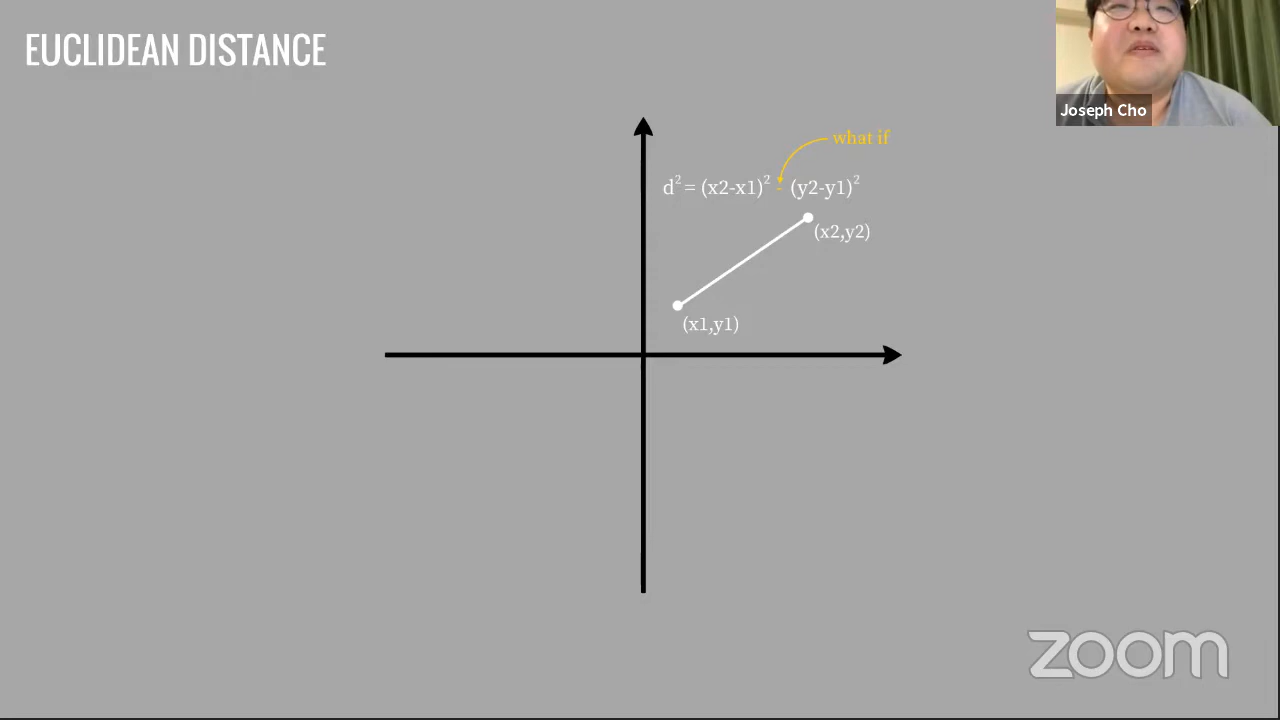 EUCLIDEAN DISTANCE
Joseph Cho
what if
d² = (x2-x1)² - (y2-y1)²
(x2,y2)
(x1,y1)
zoom